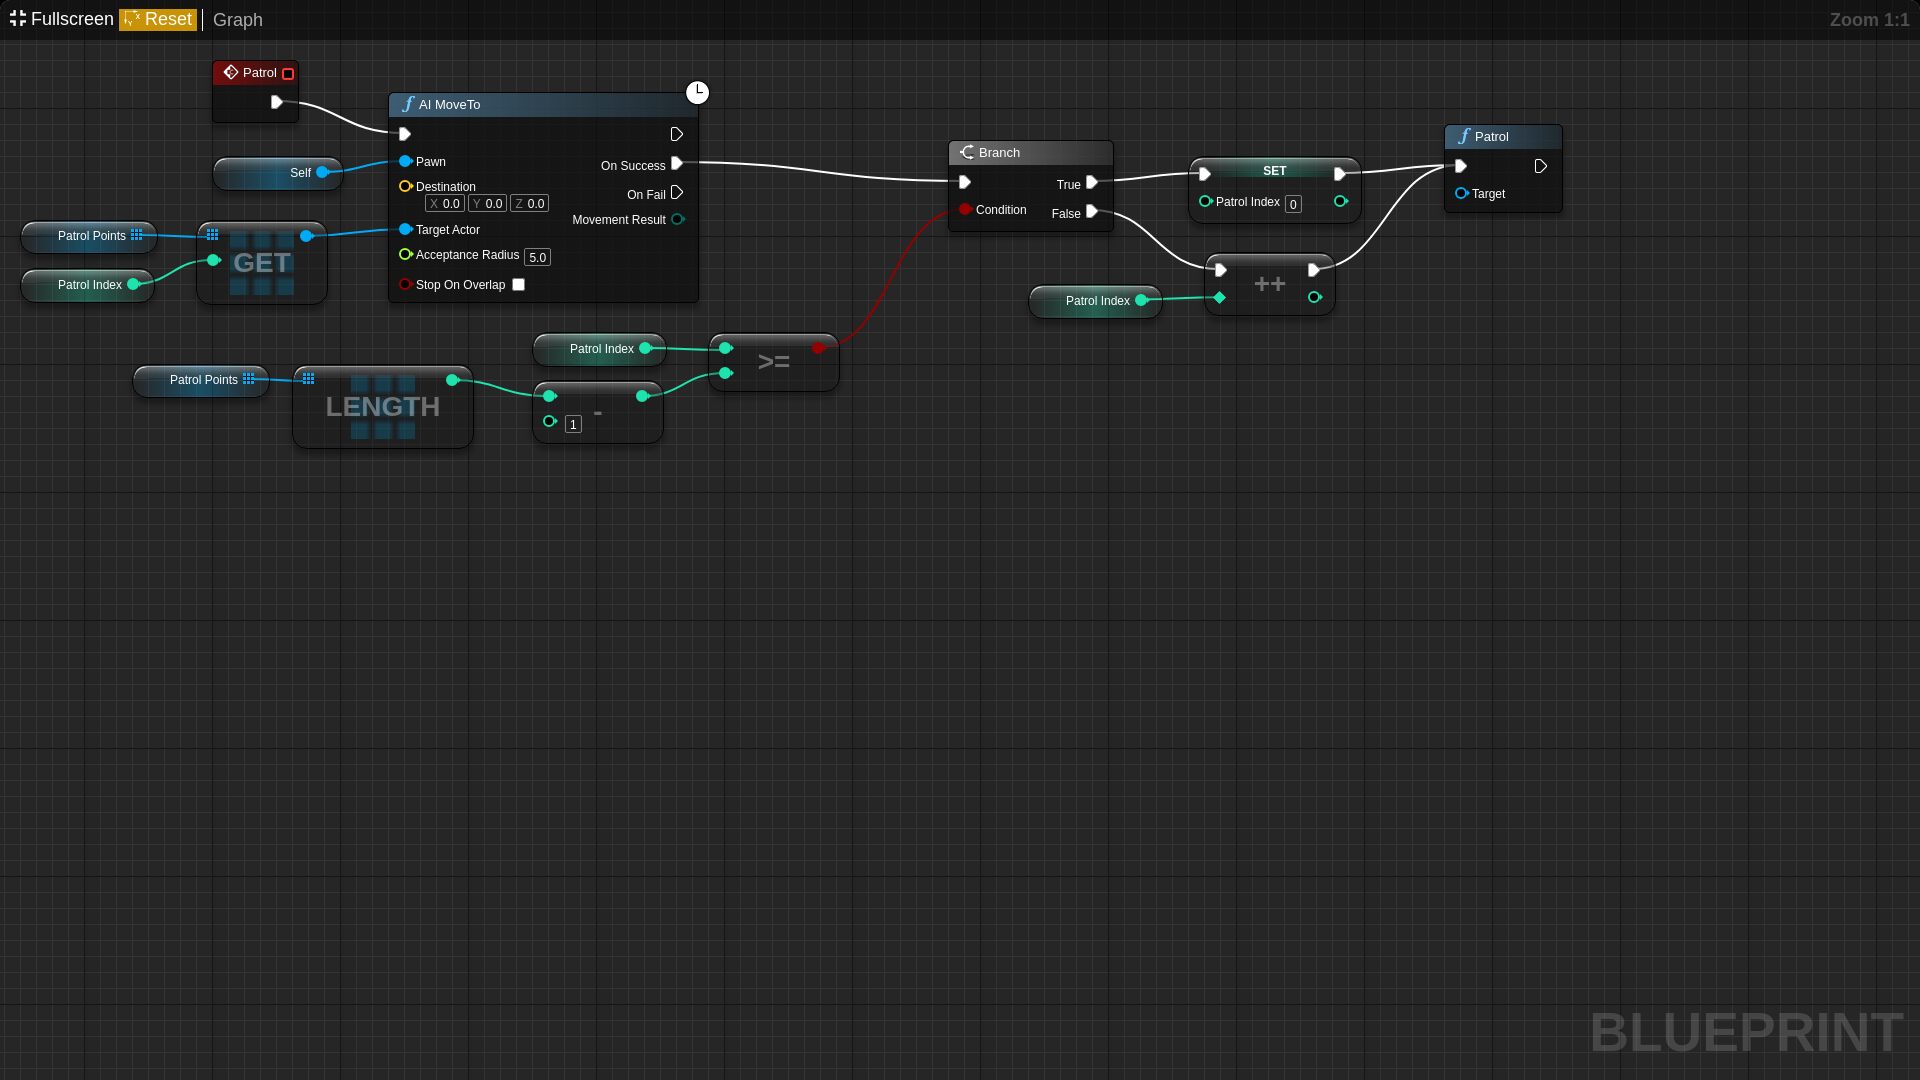 Fullscreen Reset Graph Zoom 1:1
Patrol
AI MoveTo
Pawn
On Success
Destination
X 0.0 Y 0.0 Z 0.0
On Fail
Movement Result
Target Actor
Acceptance Radius 5.0
Stop On Overlap
Self
Patrol Points
GET
Patrol Index
Branch
True
Condition
False
SET
Patrol Index 0
Patrol
Target
Patrol Index
++
Patrol Index
>=
Patrol Points
LENGTH
-
1
BLUEPRINT